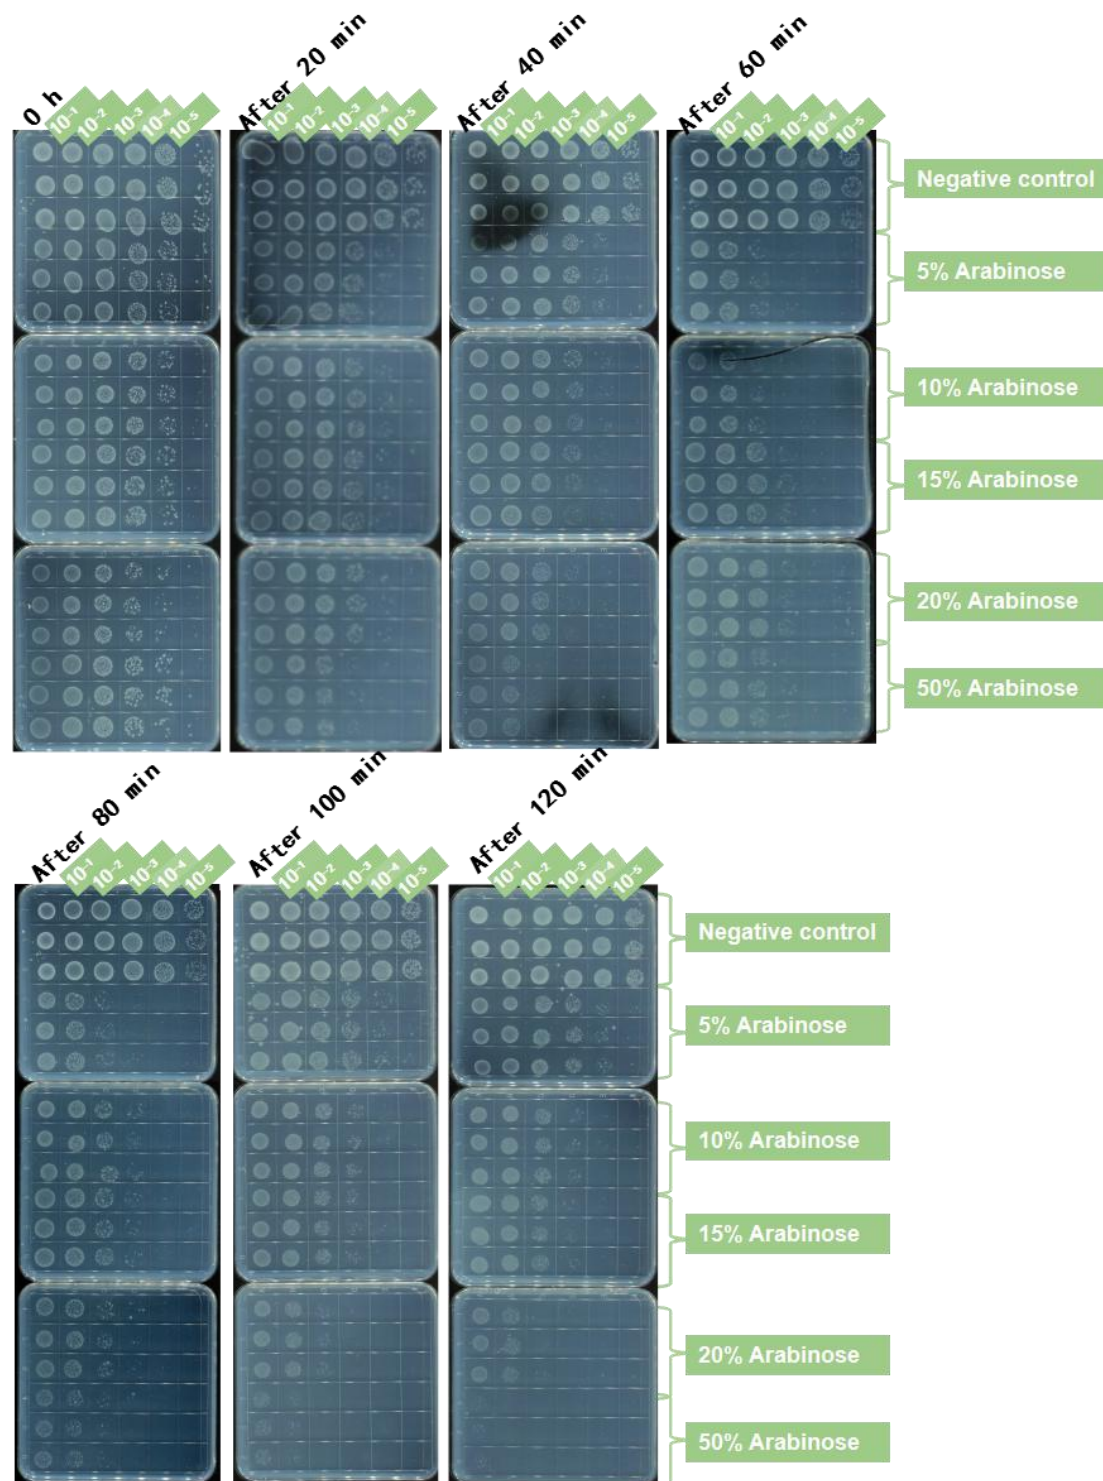 0 h
10⁻¹ 10⁻² 10⁻³ 10⁻⁴ 10⁻⁵
After 20 min
10⁻¹ 10⁻² 10⁻³ 10⁻⁴ 10⁻⁵
After 40 min
10⁻¹ 10⁻² 10⁻³ 10⁻⁴ 10⁻⁵
After 60 min
10⁻¹ 10⁻² 10⁻³ 10⁻⁴ 10⁻⁵
Negative control
5% Arabinose
10% Arabinose
15% Arabinose
20% Arabinose
50% Arabinose
After 80 min
10⁻¹ 10⁻² 10⁻³ 10⁻⁴ 10⁻⁵
After 100 min
10⁻¹ 10⁻² 10⁻³ 10⁻⁴ 10⁻⁵
After 120 min
10⁻¹ 10⁻² 10⁻³ 10⁻⁴ 10⁻⁵
Negative control
5% Arabinose
10% Arabinose
15% Arabinose
20% Arabinose
50% Arabinose